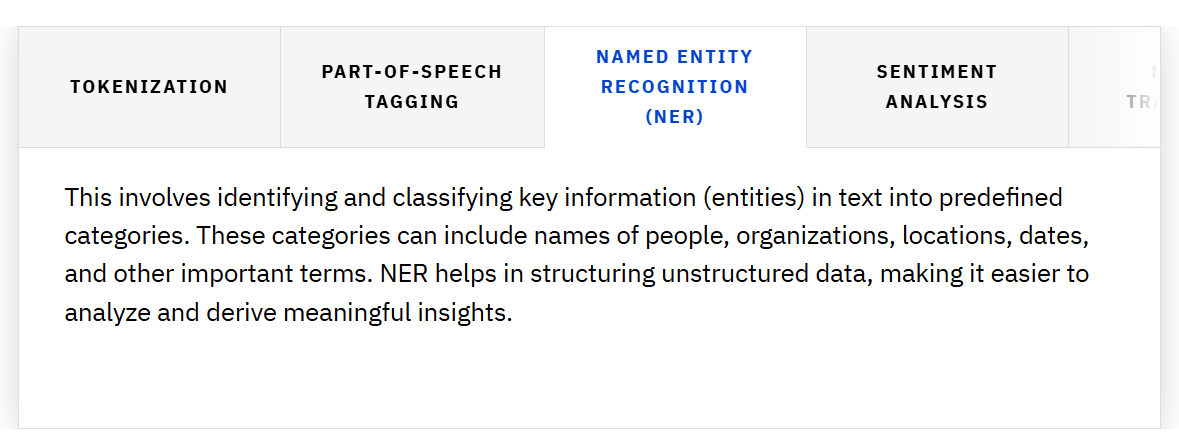 TOKENIZATION
PART-OF-SPEECH
TAGGING
NAMED ENTITY
RECOGNITION
(NER)
SENTIMENT
ANALYSIS
This involves identifying and classifying key information (entities) in text into predefined
categories. These categories can include names of people, organizations, locations, dates,
and other important terms. NER helps in structuring unstructured data, making it easier to
analyze and derive meaningful insights.